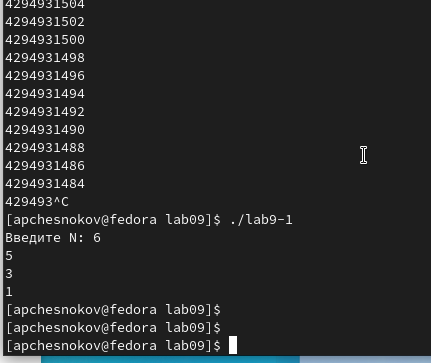 4294931504
4294931502
4294931500
4294931498
4294931496
4294931494
4294931492
4294931490
4294931488
4294931486
4294931484
429493^C
[apchesnokov@fedora lab09]$ ./lab9-1
Введите N: 6
5
3
1
[apchesnokov@fedora lab09]$
[apchesnokov@fedora lab09]$
[apchesnokov@fedora lab09]$